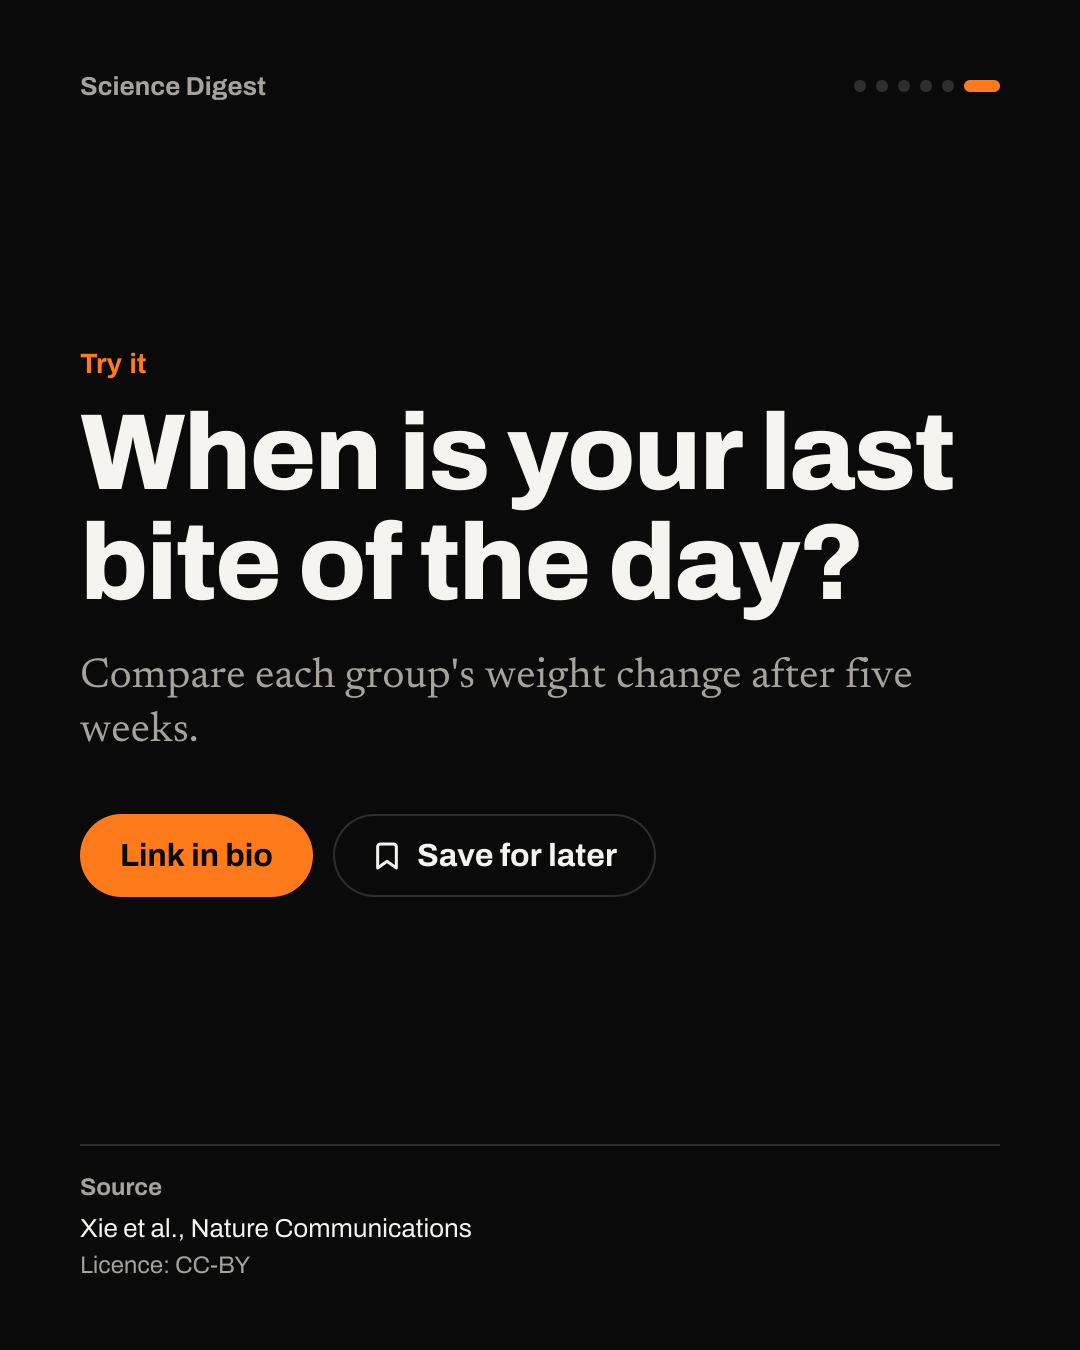 Science Digest
Try it
When is your last
bite of the day?
Compare each group's weight change after five
weeks.
Link in bio
Save for later
Source
Xie et al., Nature Communications
Licence: CC-BY